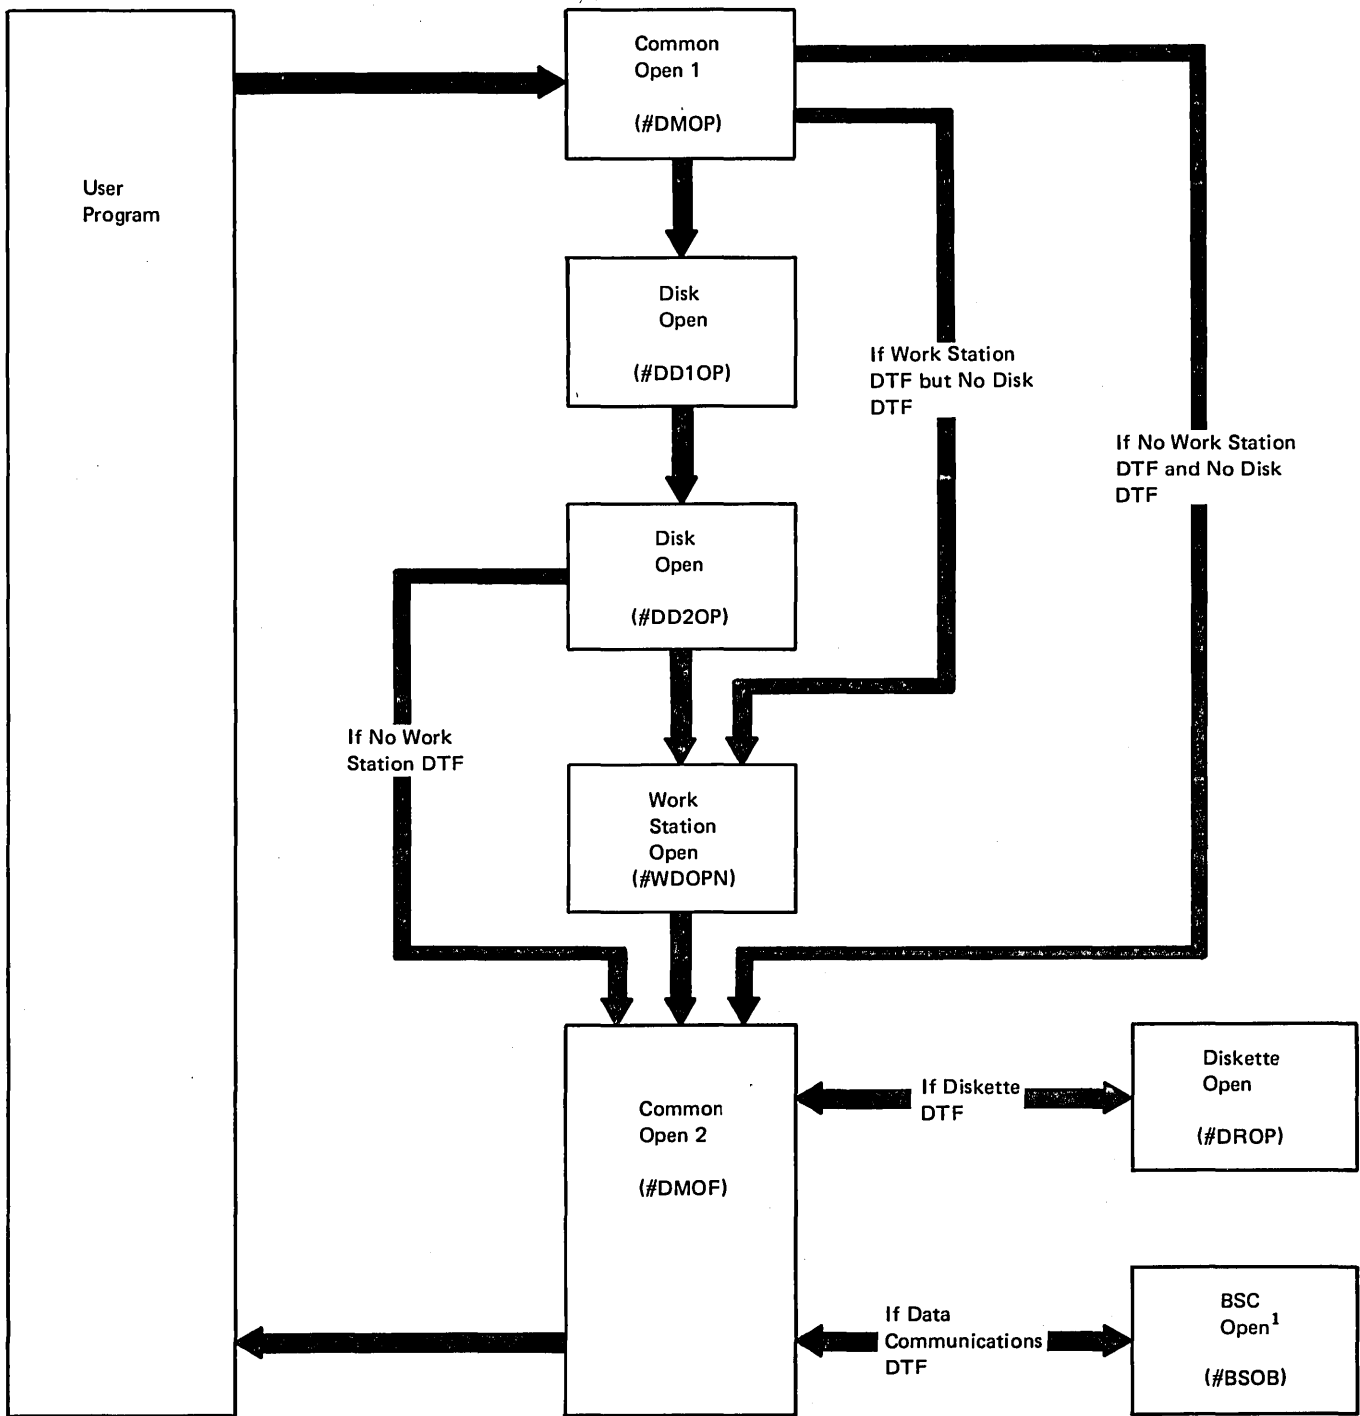 User
Program
Common
Open 1
(#DMOP)
Disk
Open
(#DD1OP)
If Work Station
DTF but No Disk
DTF
If No Work Station
DTF and No Disk
DTF
Disk
Open
(#DD2OP)
If No Work
Station DTF
Work
Station
Open
(#WDOPN)
Common
Open 2
(#DMOF)
If Diskette
DTF
Diskette
Open
(#DROP)
If Data
Communications
DTF
BSC
Open¹
(#BSOB)